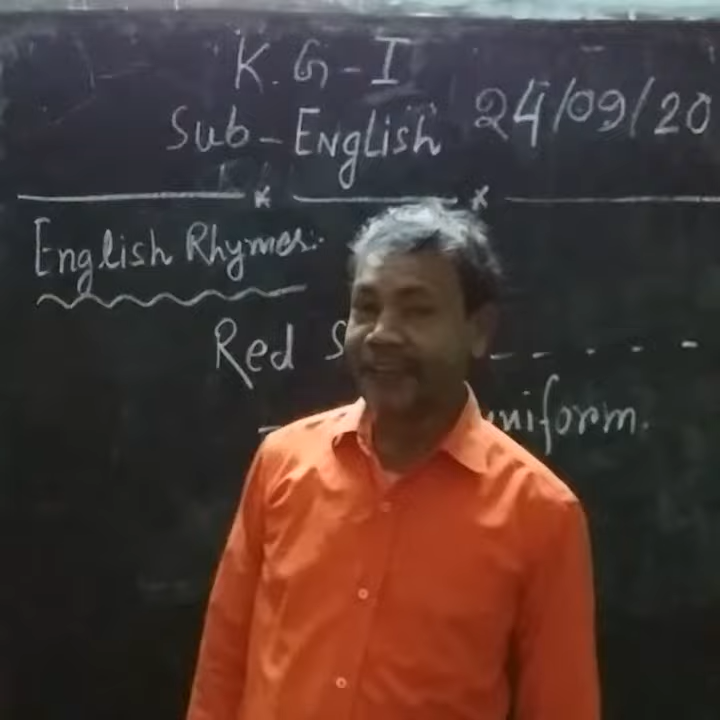 K.G-I
Sub-English 24/09/20
English Rhymes:-
Red S
- - - - -
uniform.